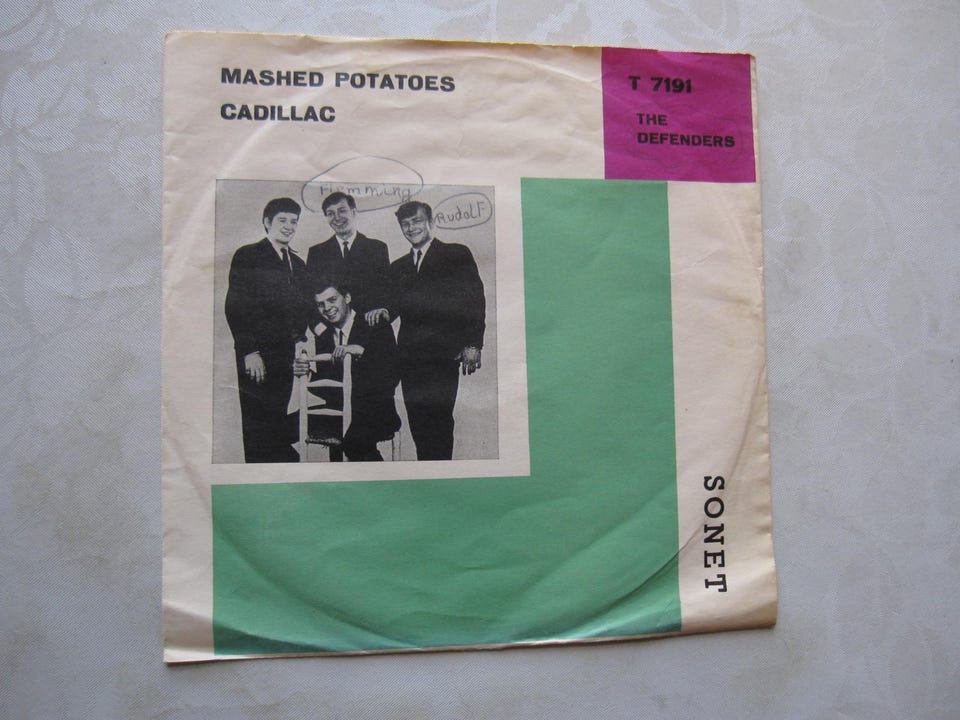 MASHED POTATOES
CADILLAC
T 7191
THE
DEFENDERS
Flemming
Rudolf
SONET